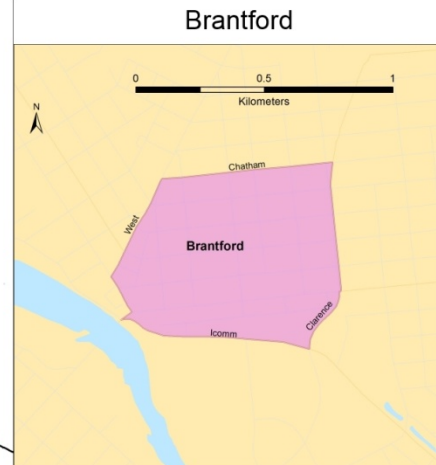 Brantford
0 0.5 1
Kilometers
N
Chatham
West
Brantford
Clarence
Icomm